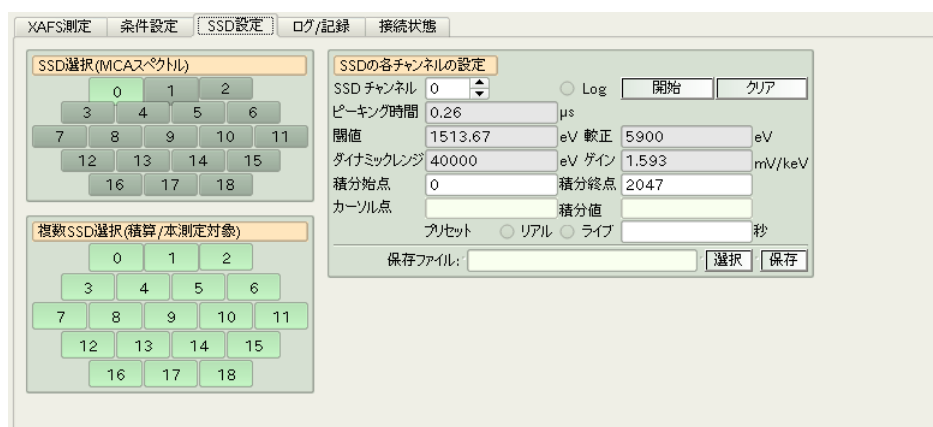 XAFS測定 条件設定 SSD設定 ログ/記録 接続状態
SSD選択(MCAスペクトル)
0 1 2
3 4 5 6
7 8 9 10 11
12 13 14 15
16 17 18
複数SSD選択(積算/本測定対象)
0 1 2
3 4 5 6
7 8 9 10 11
12 13 14 15
16 17 18
SSDの各チャンネルの設定
SSD チャンネル 0 Log 開始 クリア
ピーキング時間 0.26 μs
閾値 1513.67 eV 較正 5900 eV
ダイナミックレンジ 40000 eV ゲイン 1.593 mV/keV
積分始点 0 積分終点 2047
カーソル点 積分値
プリセット リアル ライブ 秒
保存ファイル: 選択 保存